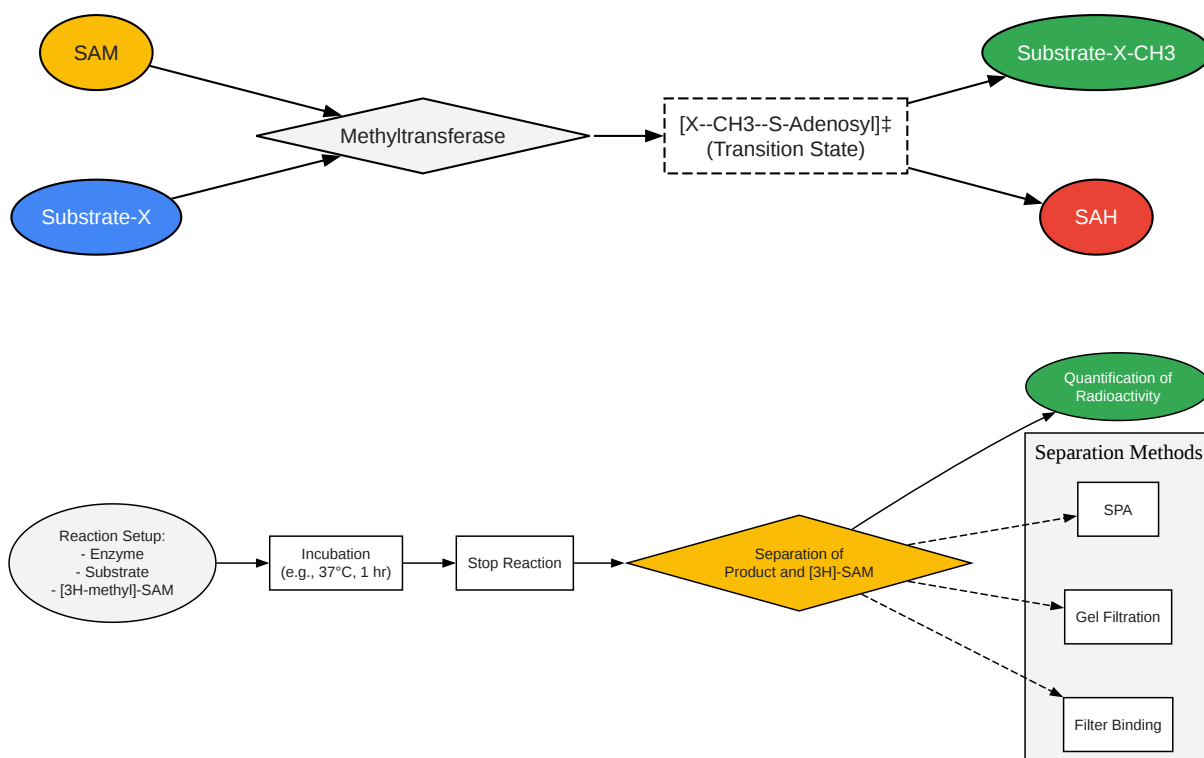 SAM
Substrate-X
Methyltransferase
[X--CH3--S-Adenosyl]‡
(Transition State)
Substrate-X-CH3
SAH
Reaction Setup:
- Enzyme
- Substrate
- [3H-methyl]-SAM
Incubation
(e.g., 37°C, 1 hr)
Stop Reaction
Separation of
Product and [3H]-SAM
Quantification of
Radioactivity
Separation Methods
SPA
Gel Filtration
Filter Binding